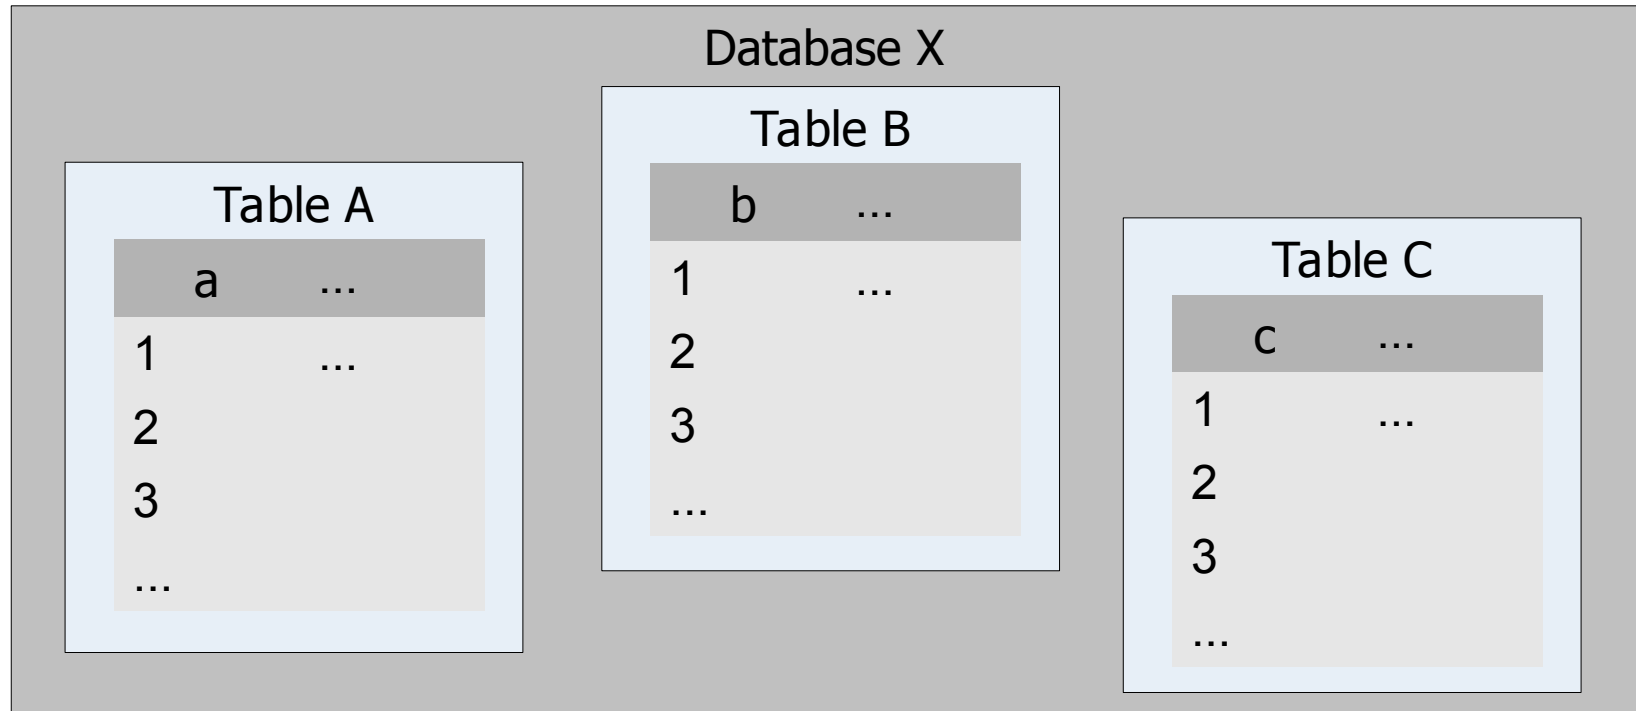 Database X
Table A
a ...
1 ...
2
3
...
Table B
b ...
1 ...
2
3
...
Table C
c ...
1 ...
2
3
...